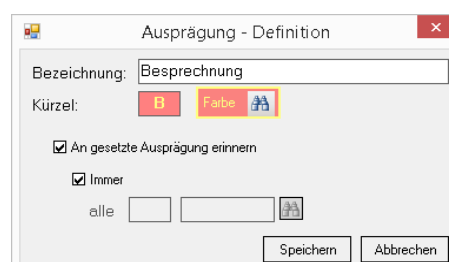 Ausprägung - Definition
Bezeichnung: Besprechnung
Kürzel: B Farbe
An gesetzte Ausprägung erinnern
Immer
alle
Speichern Abbrechen